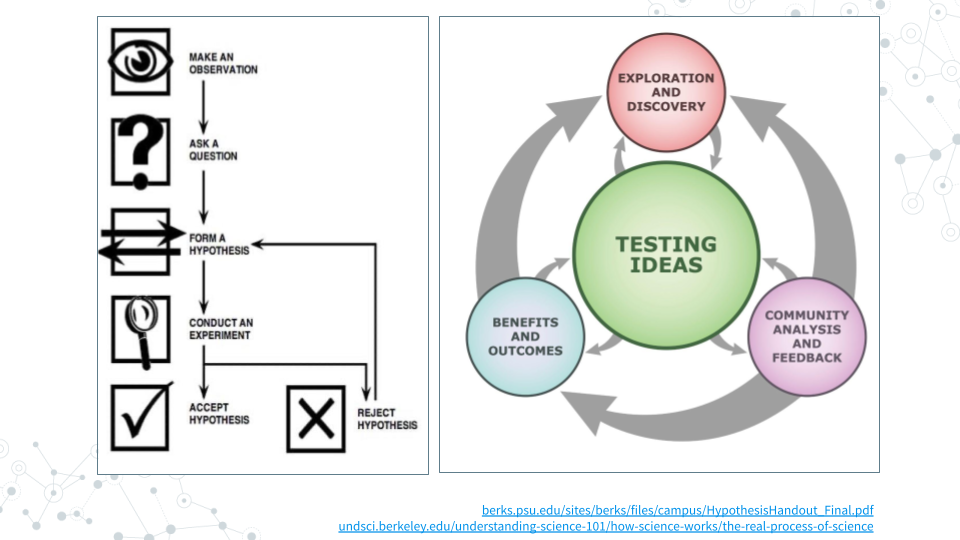 MAKE AN
OBSERVATION
ASK A
QUESTION
FORM A
HYPOTHESIS
CONDUCT AN
EXPERIMENT
ACCEPT
HYPOTHESIS
REJECT
HYPOTHESIS
EXPLORATION
AND
DISCOVERY
TESTING
IDEAS
BENEFITS
AND
OUTCOMES
COMMUNITY
ANALYSIS
AND
FEEDBACK
berks.psu.edu/sites/berks/files/campus/HypothesisHandout_Final.pdf
undsci.berkeley.edu/understanding-science-101/how-science-works/the-real-process-of-science